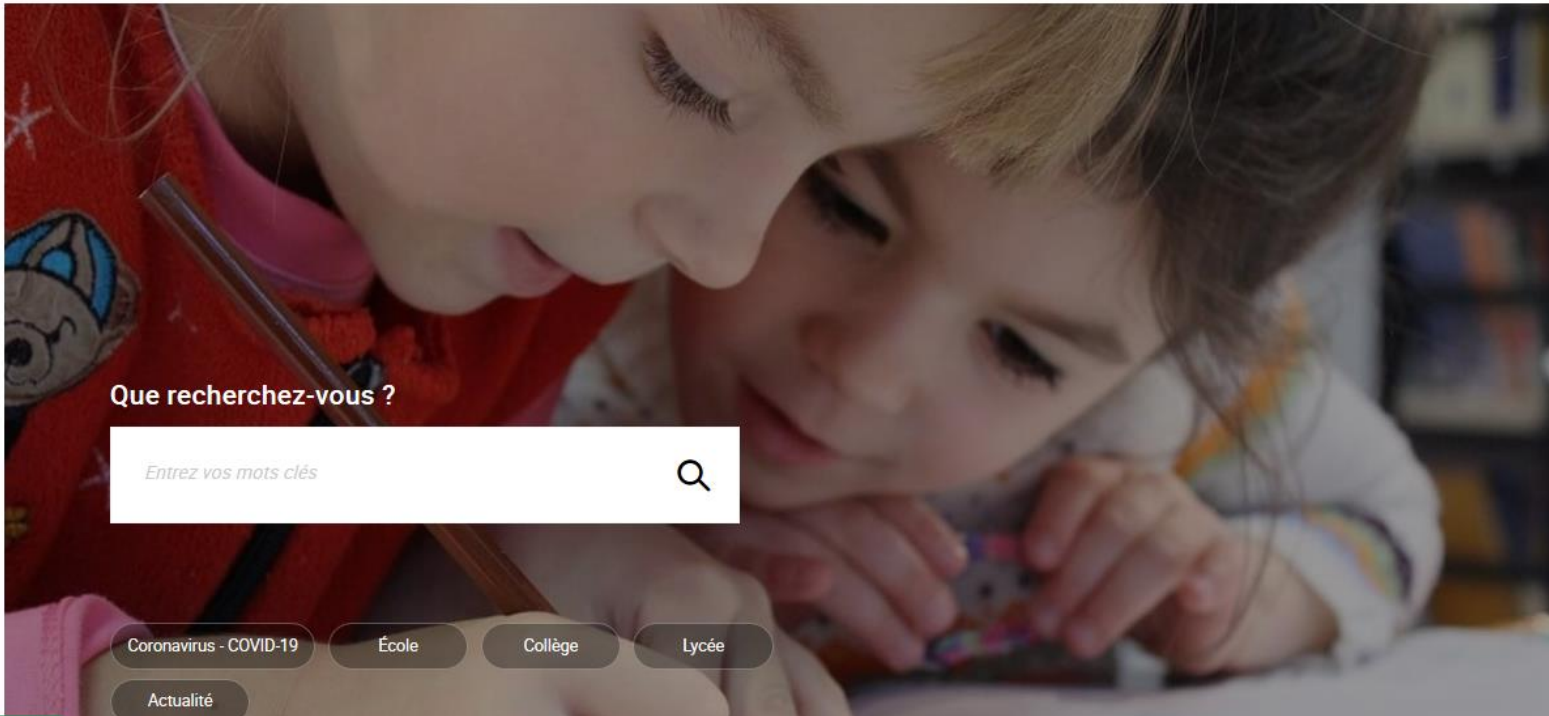 Que recherchez-vous ?
Entrez vos mots clés
Coronavirus - COVID-19 École Collège Lycée
Actualité